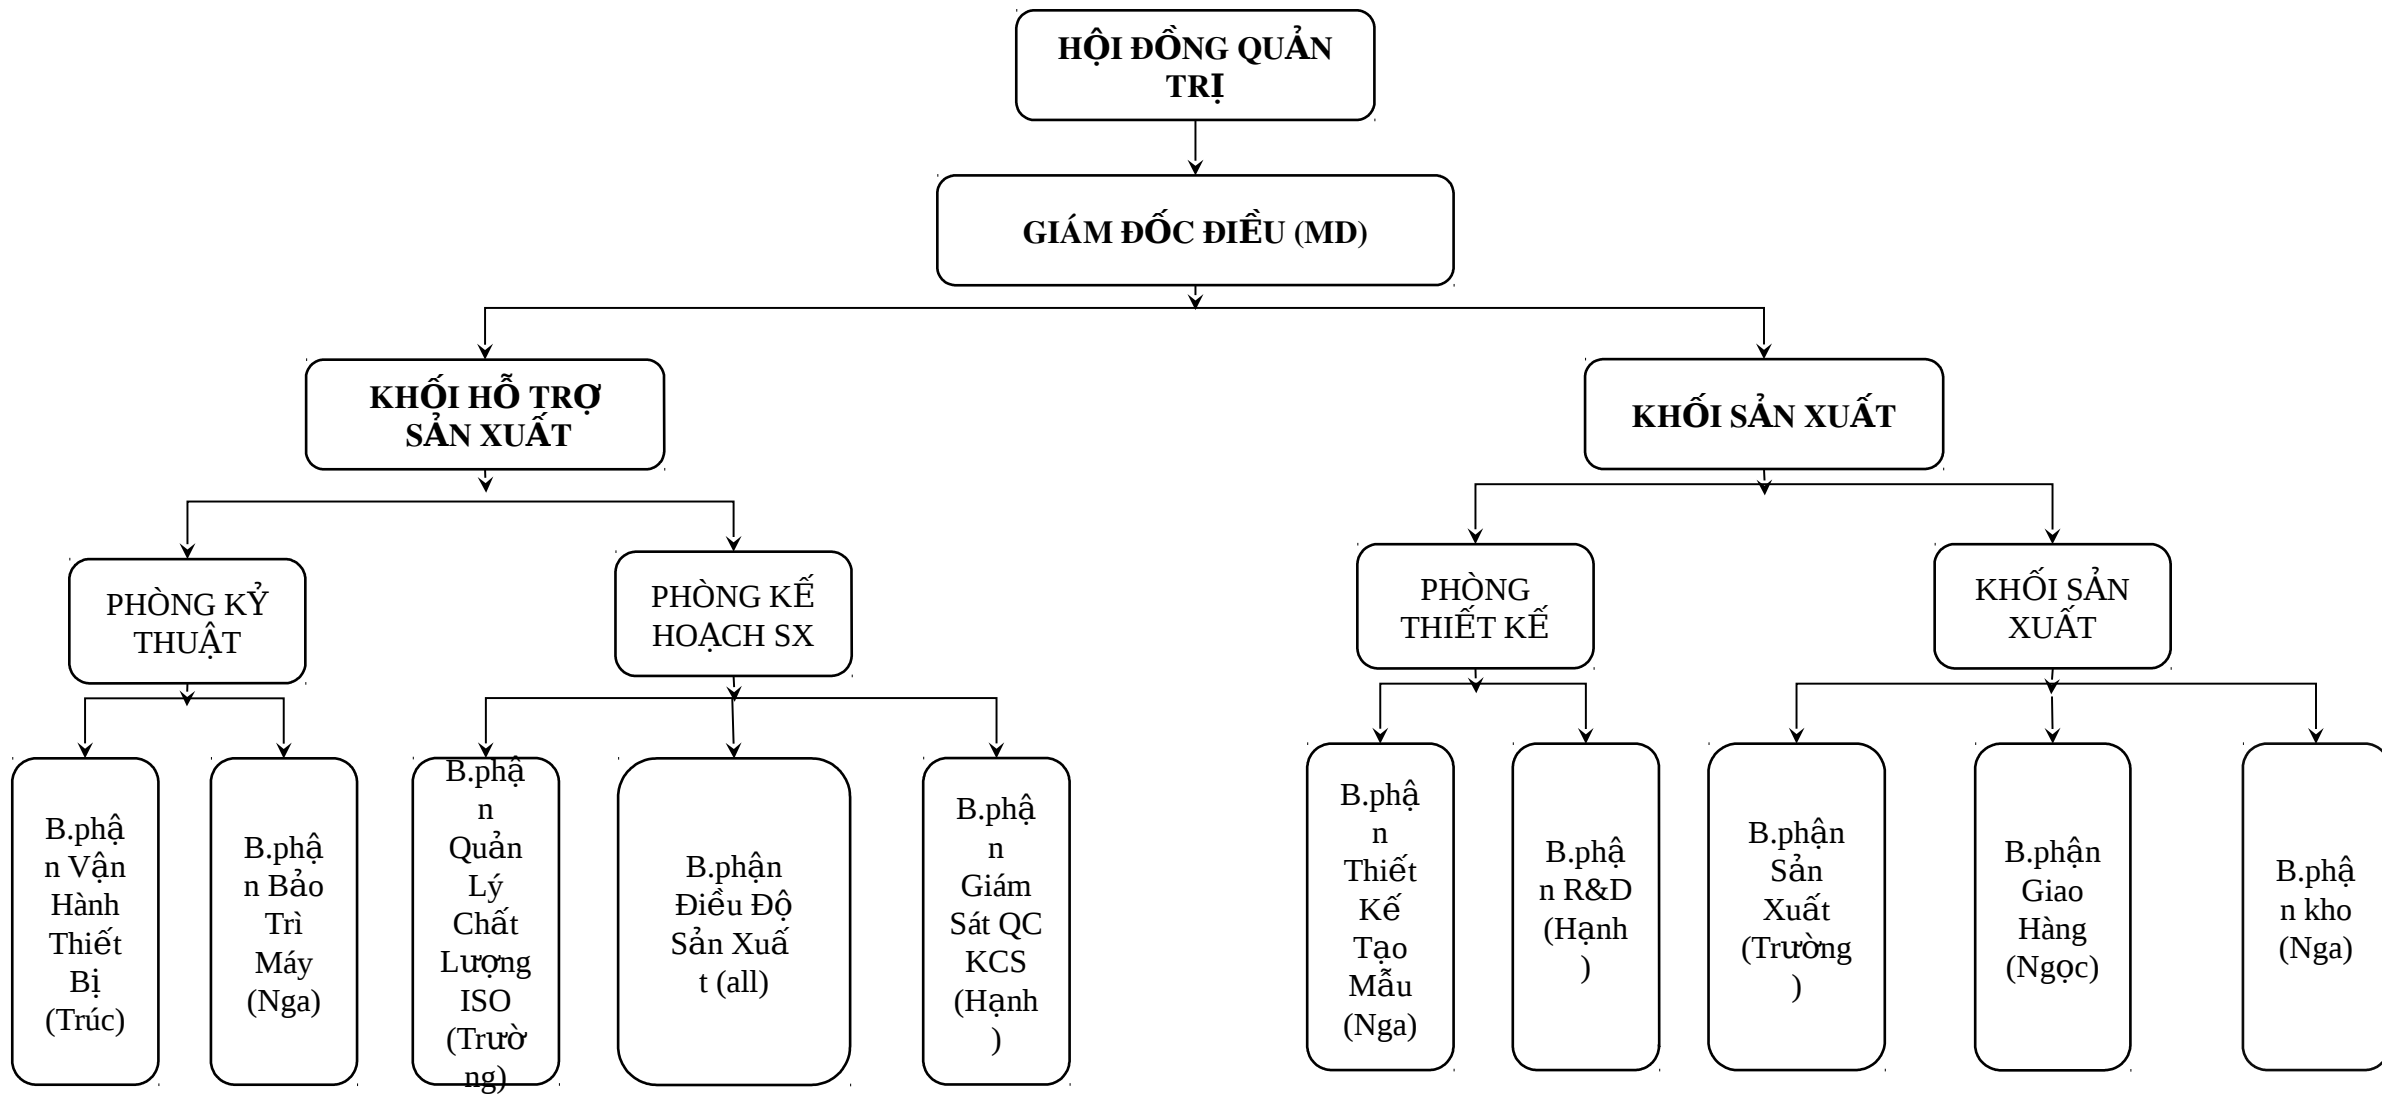 HỘI ĐỒNG QUẢN
TRỊ
GIÁM ĐỐC ĐIỀU (MD)
KHỐI HỖ TRỢ
SẢN XUẤT
KHỐI SẢN XUẤT
PHÒNG KỶ
THUẬT
PHÒNG KẾ
HOẠCH SX
PHÒNG
THIẾT KẾ
KHỐI SẢN
XUẤT
B.phậ
n Vận
Hành
Thiết
Bị
(Trúc)
B.phậ
n Bảo
Trì
Máy
(Nga)
B.phậ
n
Quản
Lý
Chất
Lượng
ISO
(Trườ
ng)
B.phận
Điều Độ
Sản Xuấ
t (all)
B.phậ
n
Giám
Sát QC
KCS
(Hạnh
)
B.phậ
n
Thiết
Kế
Tạo
Mẫu
(Nga)
B.phậ
n R&D
(Hạnh
)
B.phận
Sản
Xuất
(Trường
)
B.phận
Giao
Hàng
(Ngọc)
B.phậ
n kho
(Nga)